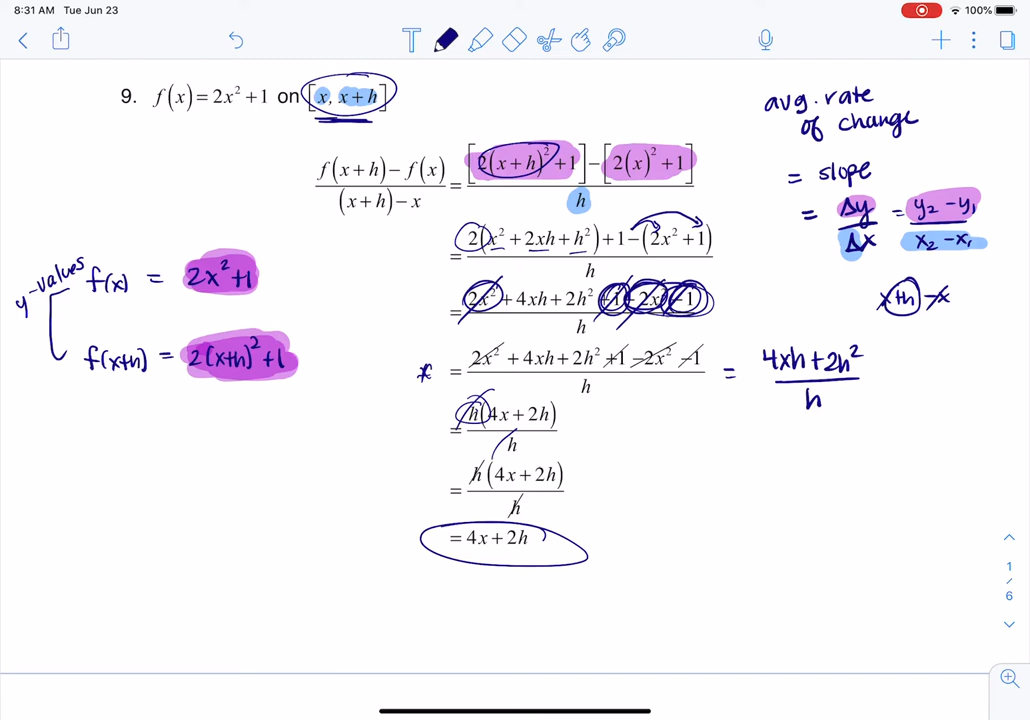 8:31 AM Tue Jun 23
100%
T
9. f(x) = 2x² + 1 on [x, x + h]
avg. rate
of change
= slope
= Δy/Δx = (y₂ - y₁)/(x₂ - x₁)
x+h - x
(f(x + h) − f(x))/((x + h) − x) = ([2(x + h)² + 1] − [2(x)² + 1])/h
= (2(x² + 2xh + h²) + 1 − (2x² + 1))/h
= (2x² + 4xh + 2h² + 1 − 2x² − 1)/h
= (2x² + 4xh + 2h² + 1 − 2x² − 1)/h = (4xh + 2h²)/h
= h(4x + 2h)/h
= h(4x + 2h)/h
= 4x + 2h
y-values
f(x) = 2x² + 1
f(x+h) = 2(x+h)² + 1
1
/
6